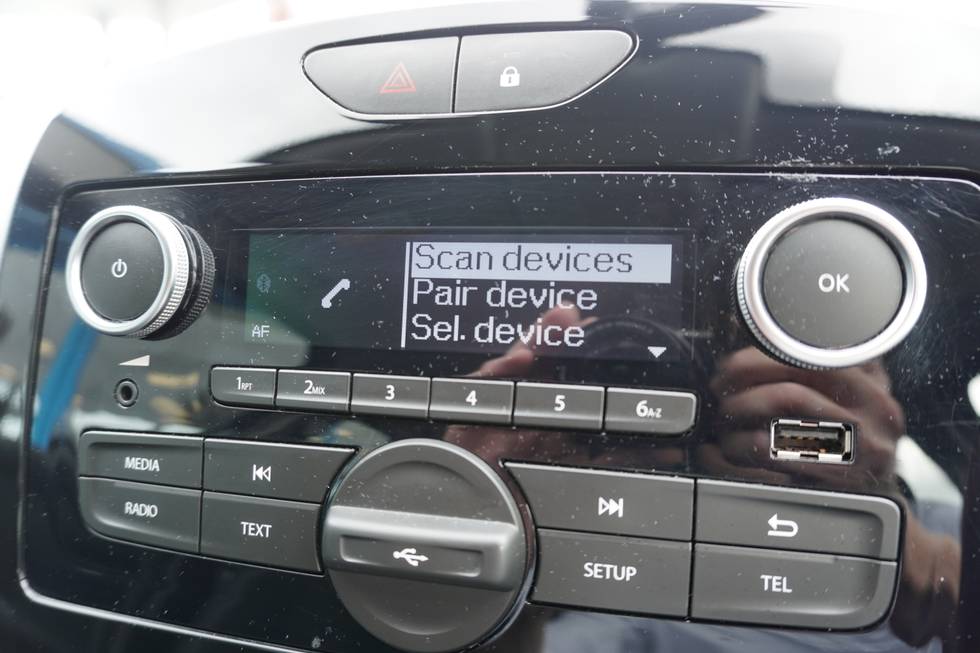 Scan devices
Pair device
Sel. device
AF
OK
1RPT
2MIX
3
4
5
6A-Z
MEDIA
RADIO
TEXT
SETUP
TEL